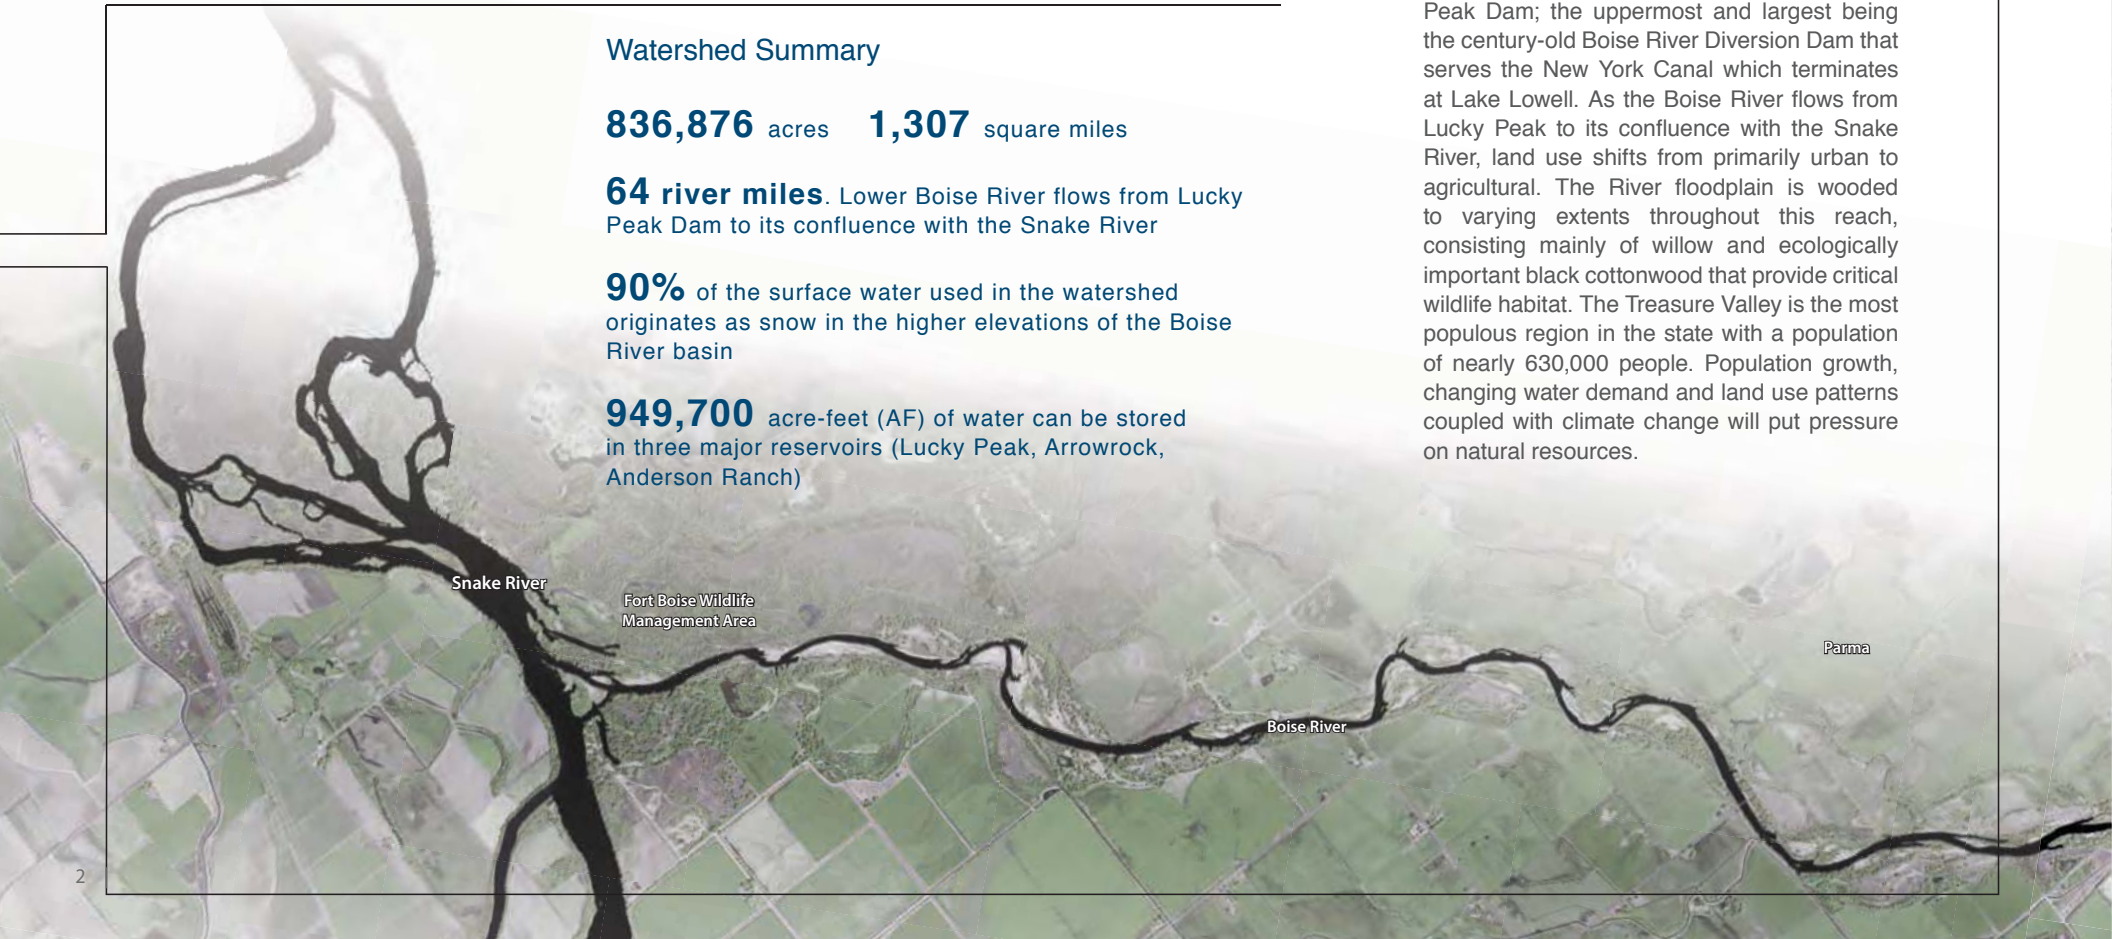 Watershed Summary
836,876 acres 1,307 square miles
64 river miles. Lower Boise River flows from Lucky
Peak Dam to its confluence with the Snake River
90% of the surface water used in the watershed
originates as snow in the higher elevations of the Boise
River basin
949,700 acre-feet (AF) of water can be stored
in three major reservoirs (Lucky Peak, Arrowrock,
Anderson Ranch)
Peak Dam; the uppermost and largest being
the century-old Boise River Diversion Dam that
serves the New York Canal which terminates
at Lake Lowell. As the Boise River flows from
Lucky Peak to its confluence with the Snake
River, land use shifts from primarily urban to
agricultural. The River floodplain is wooded
to varying extents throughout this reach,
consisting mainly of willow and ecologically
important black cottonwood that provide critical
wildlife habitat. The Treasure Valley is the most
populous region in the state with a population
of nearly 630,000 people. Population growth,
changing water demand and land use patterns
coupled with climate change will put pressure
on natural resources.
Snake River
Fort Boise Wildlife
Management Area
Parma
Boise River
2